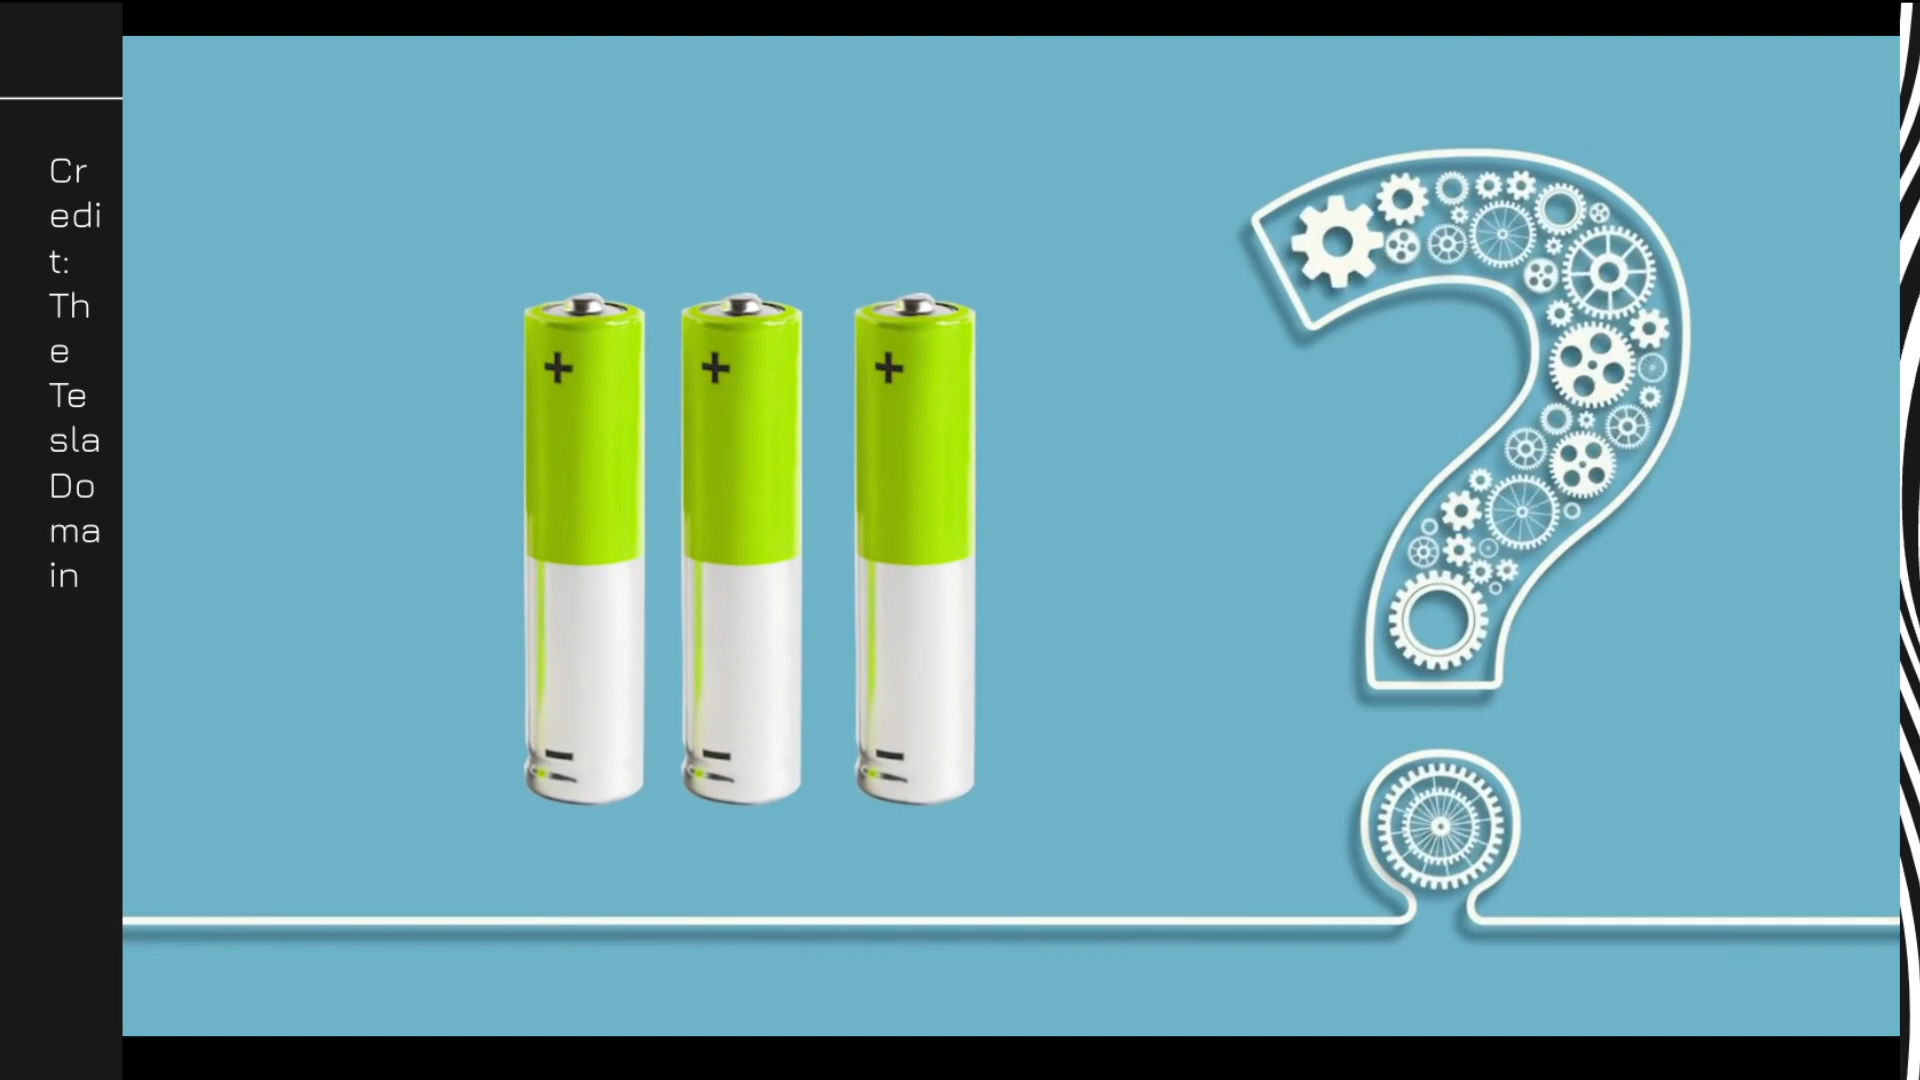 Cr
edi
t:
Th
e
Te
sla
Do
ma
in
+ + +
- - -
?